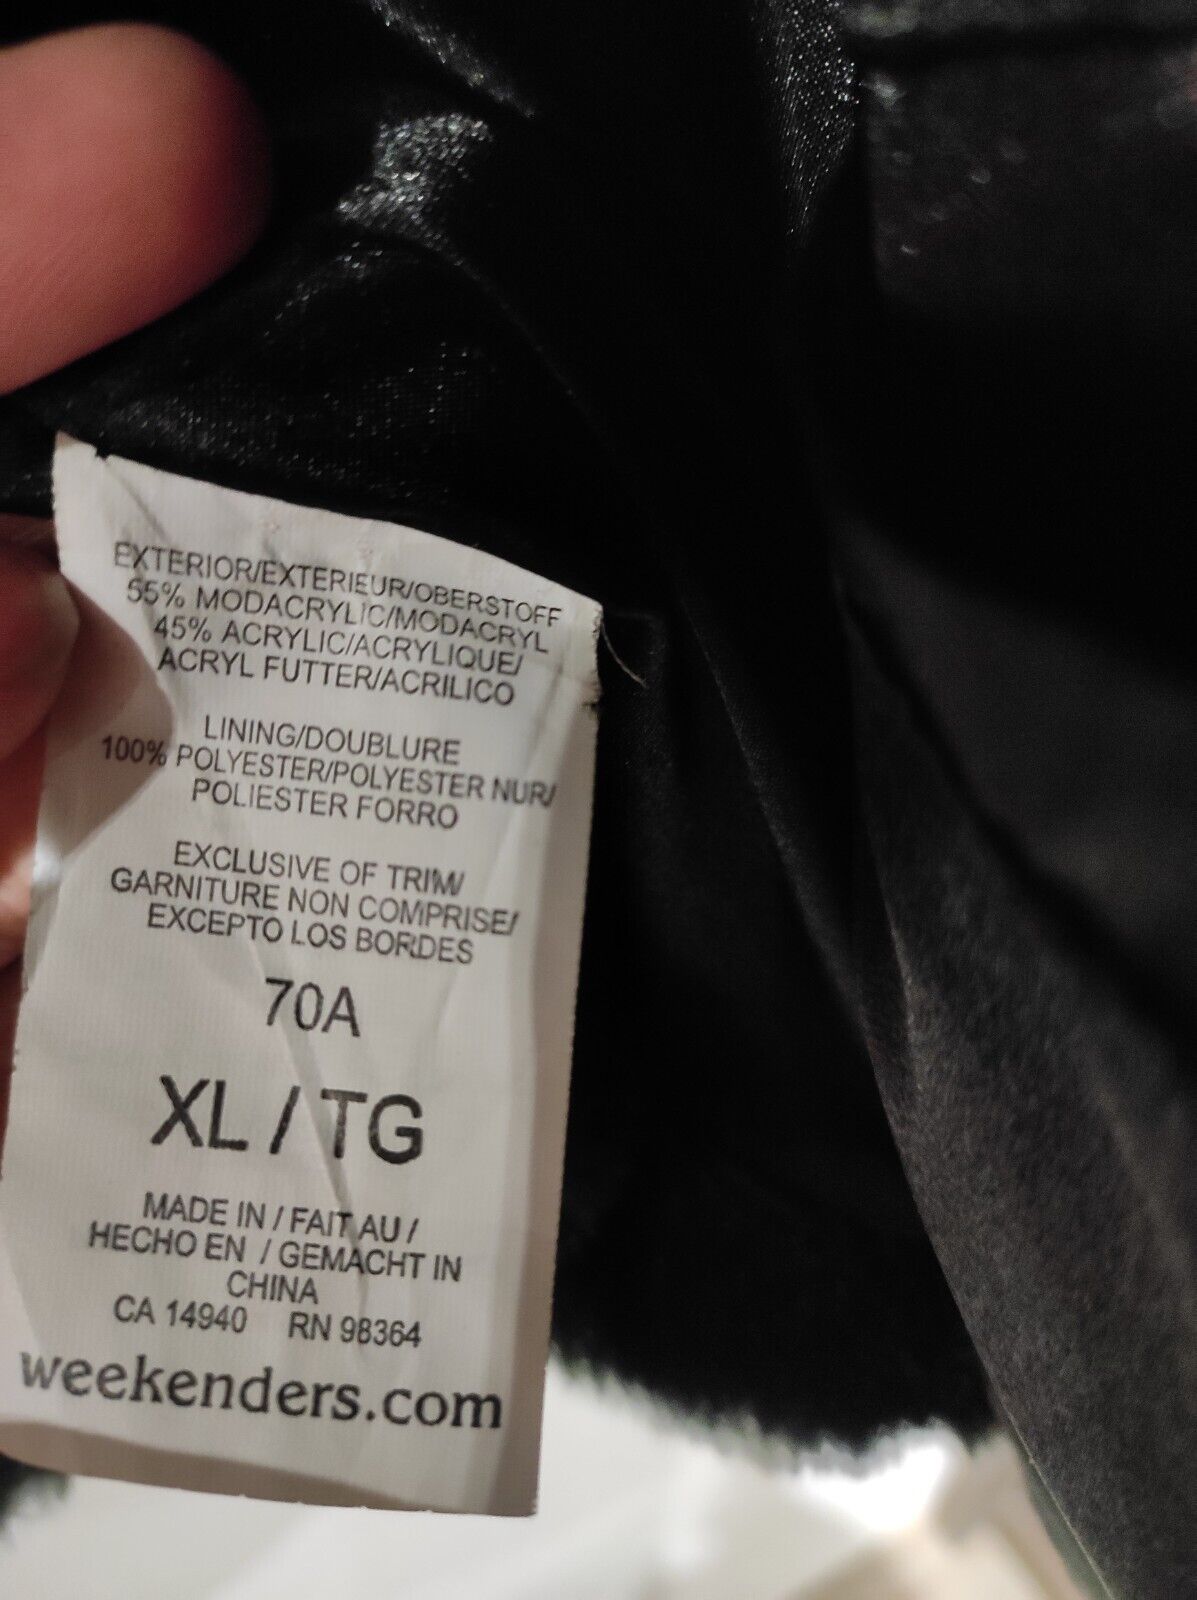 EXTERIOR/EXTERIEUR/OBERSTOFF
55% MODACRYLIC/MODACRYL
45% ACRYLIC/ACRYLIQUE/
ACRYL FUTTER/ACRILICO
LINING/DOUBLURE
100% POLYESTER/POLYESTER NUR/
POLIESTER FORRO
EXCLUSIVE OF TRIM/
GARNITURE NON COMPRISE/
EXCEPTO LOS BORDES
70A
XL / TG
MADE IN / FAIT AU /
HECHO EN / GEMACHT IN
CHINA
CA 14940 RN 98364
weekenders.com